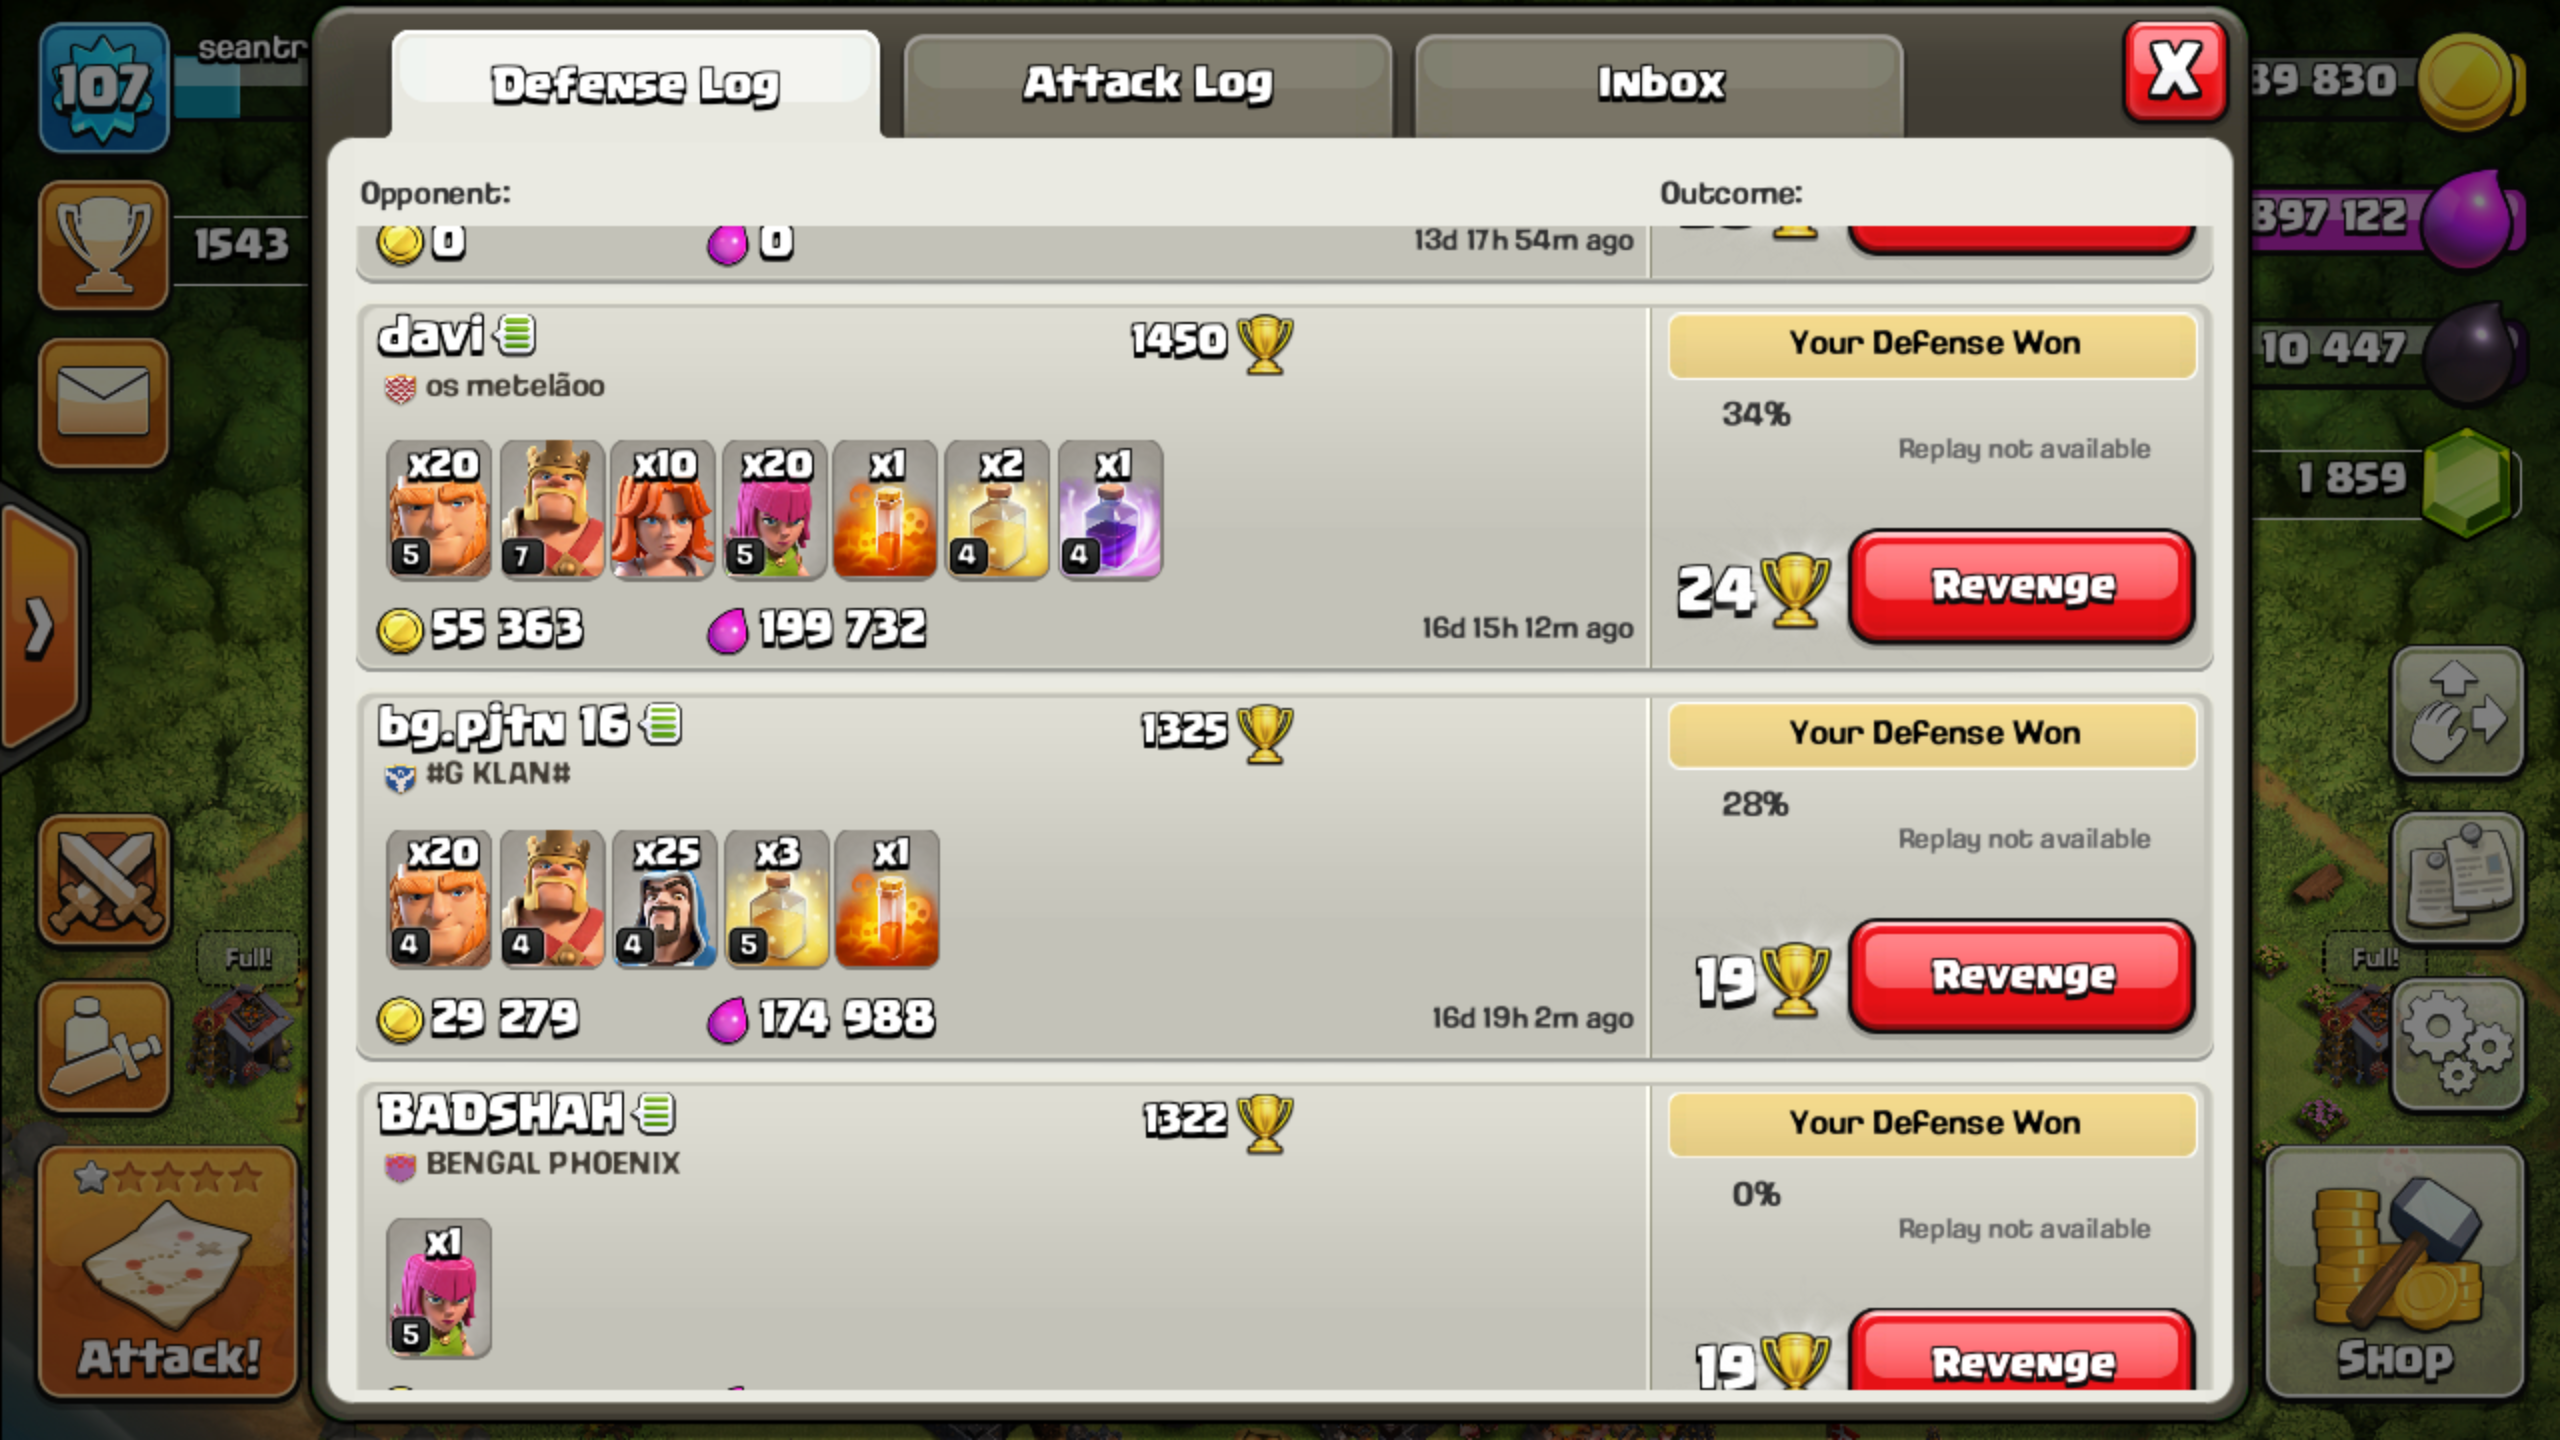 107
seantr
Defense Log
Attack Log
Inbox
X
39 830
Opponent:
Outcome:
1543
897 122
0
0
13d 17h 54m ago
davi
1450
os metelãoo
Your Defense Won
34%
Replay not available
10 447
1 859
x20
x10
x20
x1
x2
x1
5
7
5
4
4
24
Revenge
55 363
199 732
16d 15h 12m ago
bg.pjtn 16
1325
#G KLAN#
Your Defense Won
28%
Replay not available
x20
x25
x3
x1
4
4
4
5
19
Revenge
29 279
174 988
16d 19h 2m ago
Full!
Full!
BADSHAH
1322
BENGAL PHOENIX
Your Defense Won
0%
Replay not available
x1
5
19
Revenge
Attack!
Shop